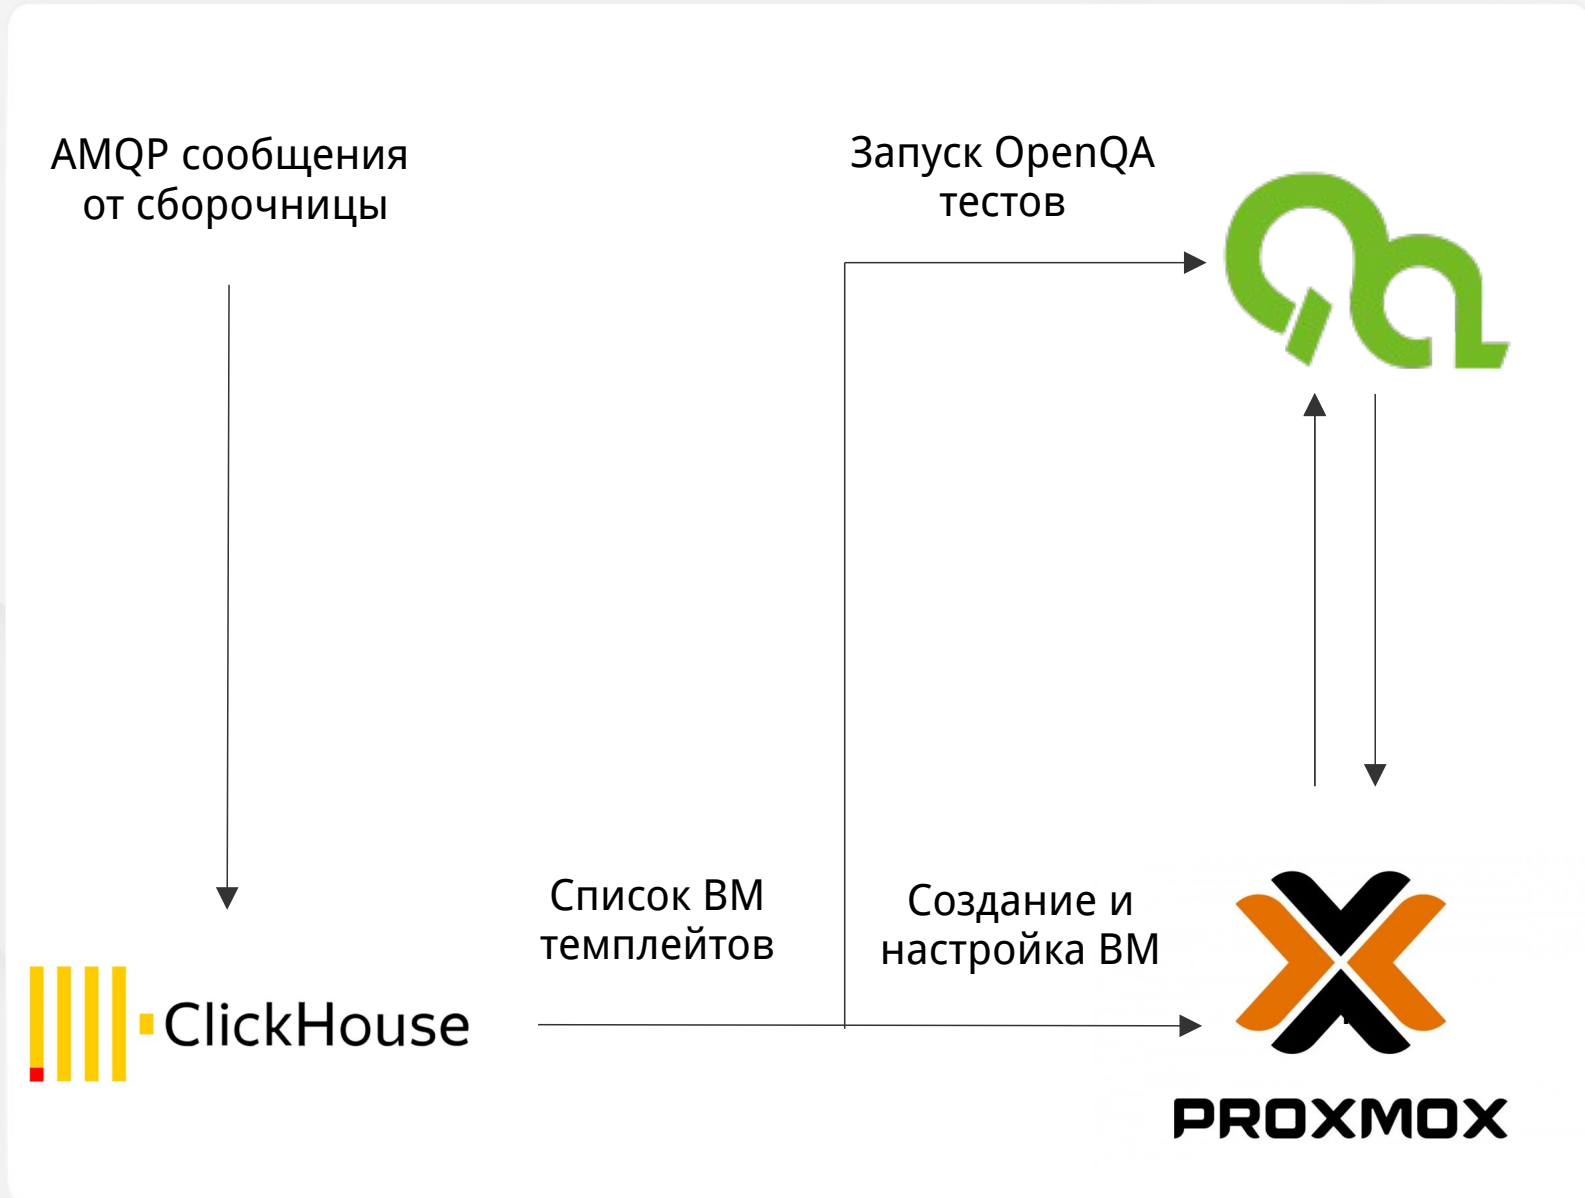 AMQP сообщения
от сборочницы
Запуск OpenQA
тестов
Список ВМ
темплейтов
Создание и
настройка ВМ
ClickHouse
PROXMOX